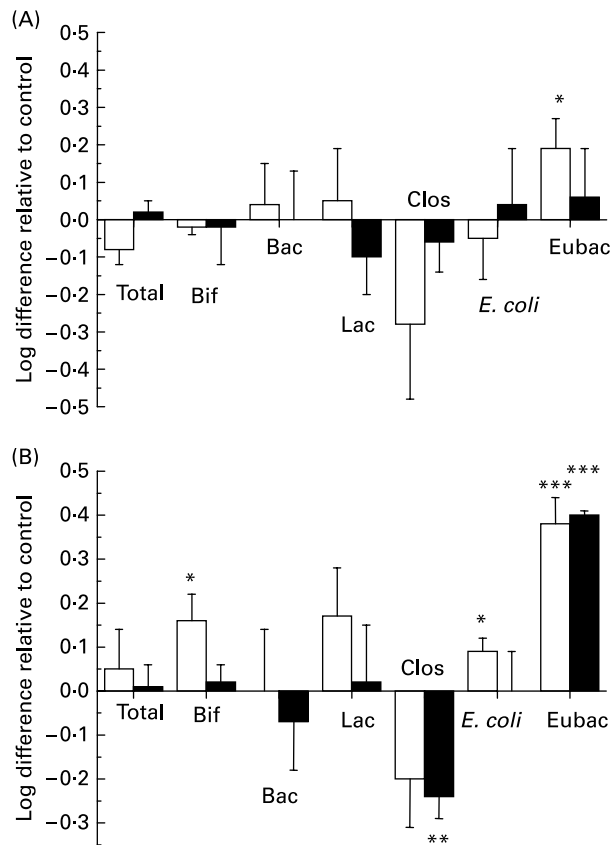 (A)
Log difference relative to control
0·5
0·4
0·3
0·2
0·1
0·0
−0·1
−0·2
−0·3
−0·4
−0·5
*
Total
Bif
Bac
Lac
Clos
E. coli
Eubac
(B)
Log difference relative to control
0·5
0·4
0·3
0·2
0·1
0·0
−0·1
−0·2
−0·3
*
*
***
***
Total
Bif
Bac
Lac
Clos
E. coli
Eubac
**